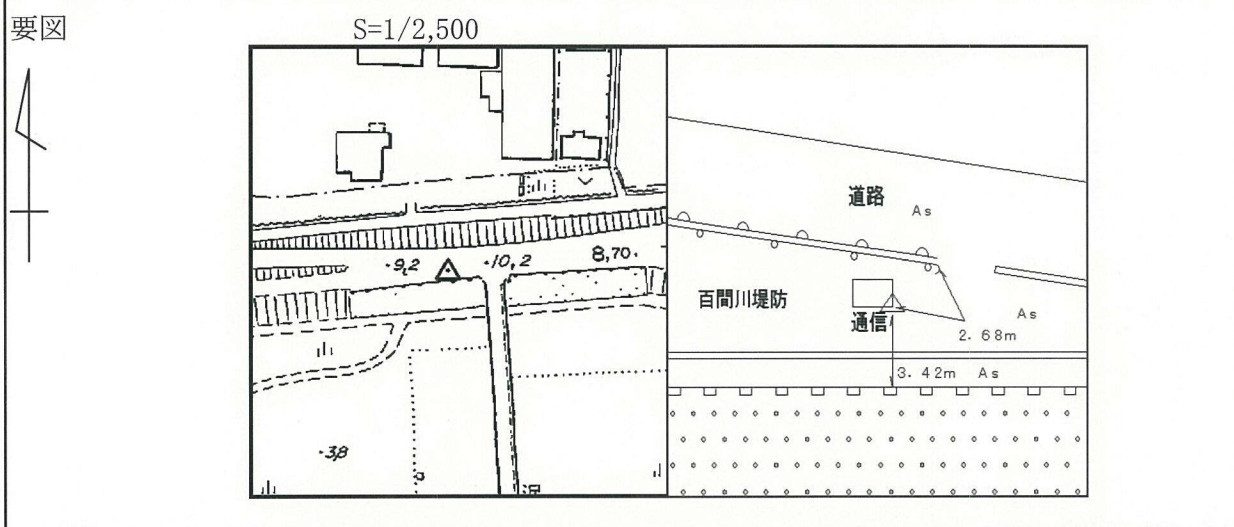 要図
S=1/2,500
道路
As
・9,2
・10,2
8,70・
百間川堤防
通信
As
2.68m
3.42m As
・3,8
沢